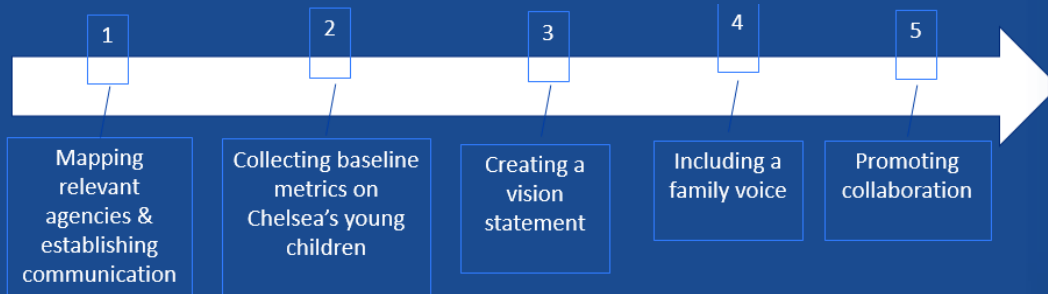 1
2
3
4
5
Mapping
relevant
agencies &
establishing
communication
Collecting baseline
metrics on
Chelsea's young
children
Creating a
vision
statement
Including a
family voice
Promoting
collaboration